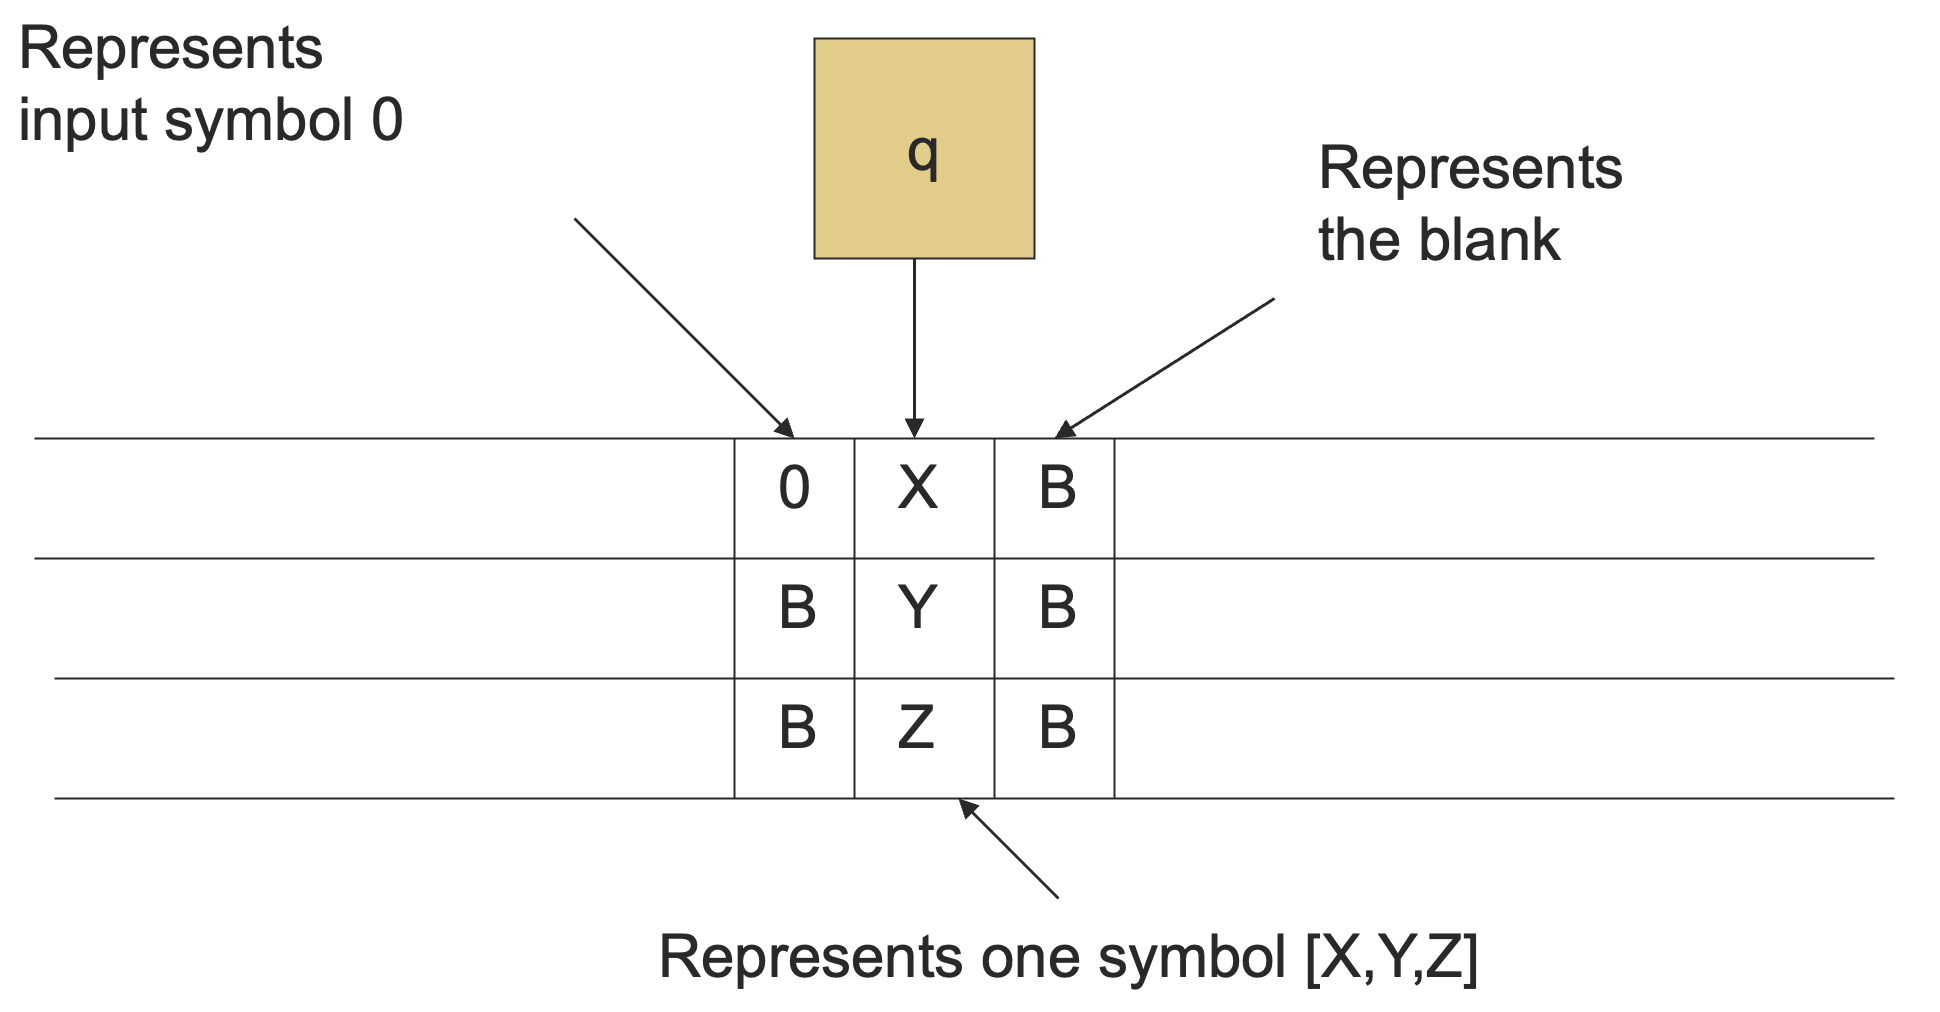 Represents
input symbol 0
q
Represents
the blank
0 X B
B Y B
B Z B
Represents one symbol [X,Y,Z]